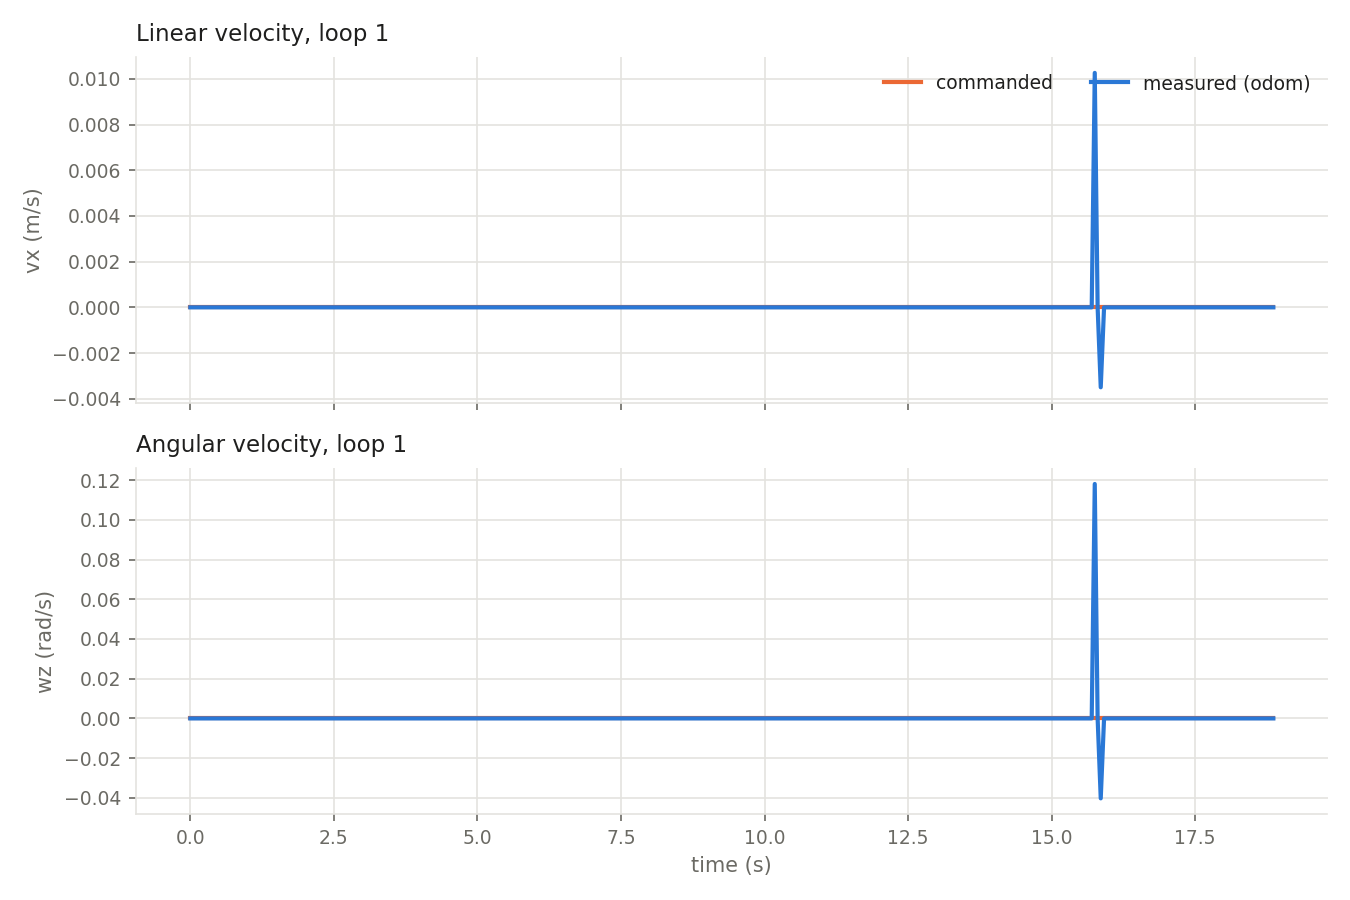 Linear velocity, loop 1
commanded
measured (odom)
0.010
0.008
0.006
0.004
0.002
0.000
−0.002
−0.004
vx (m/s)
Angular velocity, loop 1
0.12
0.10
0.08
0.06
0.04
0.02
0.00
−0.02
−0.04
wz (rad/s)
0.0 2.5 5.0 7.5 10.0 12.5 15.0 17.5
time (s)